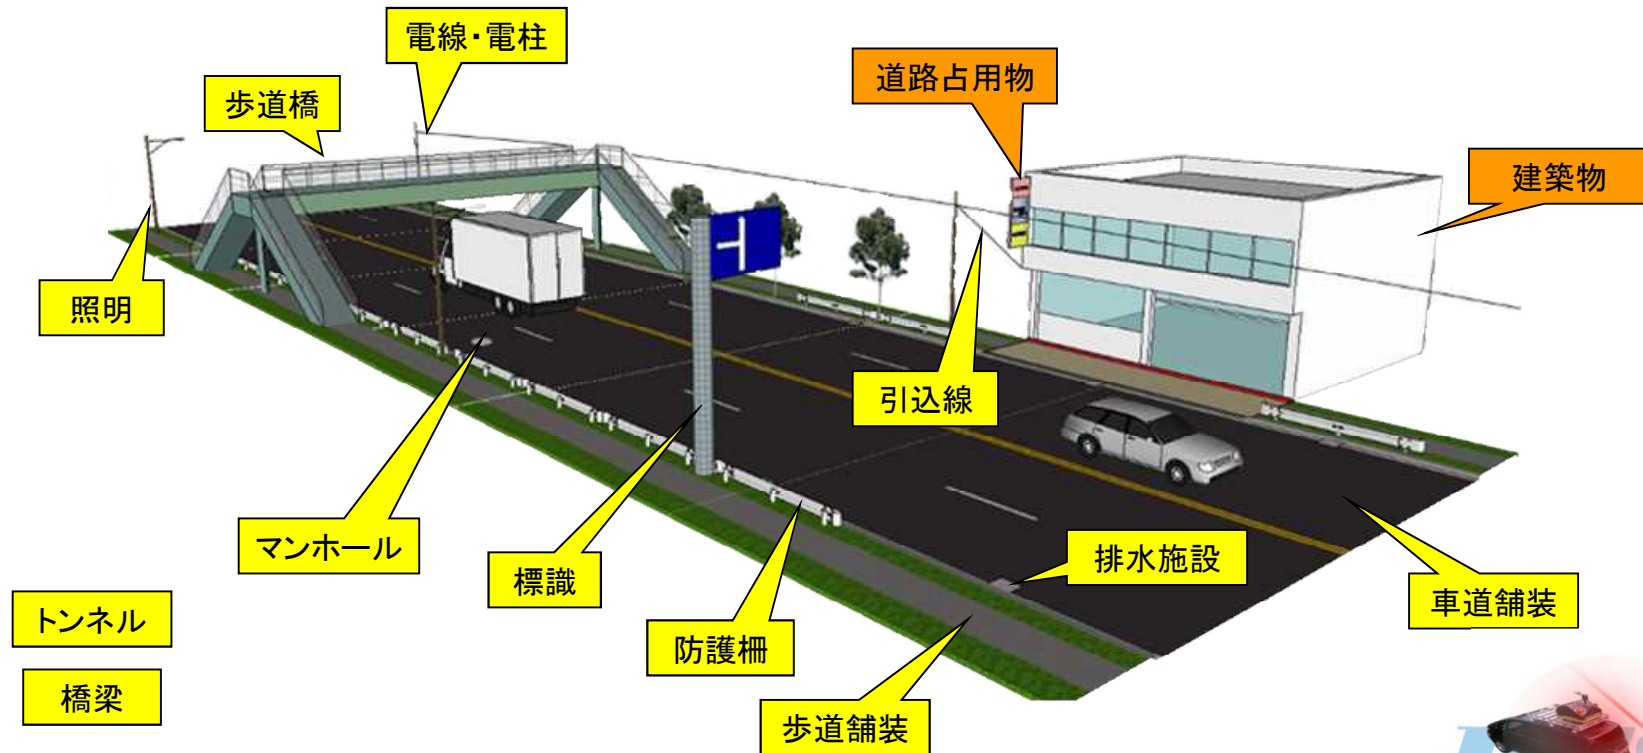 電線・電柱
道路占用物
歩道橋
建築物
照明
引込線
マンホール
標識
排水施設
車道舗装
トンネル
防護柵
橋梁
歩道舗装